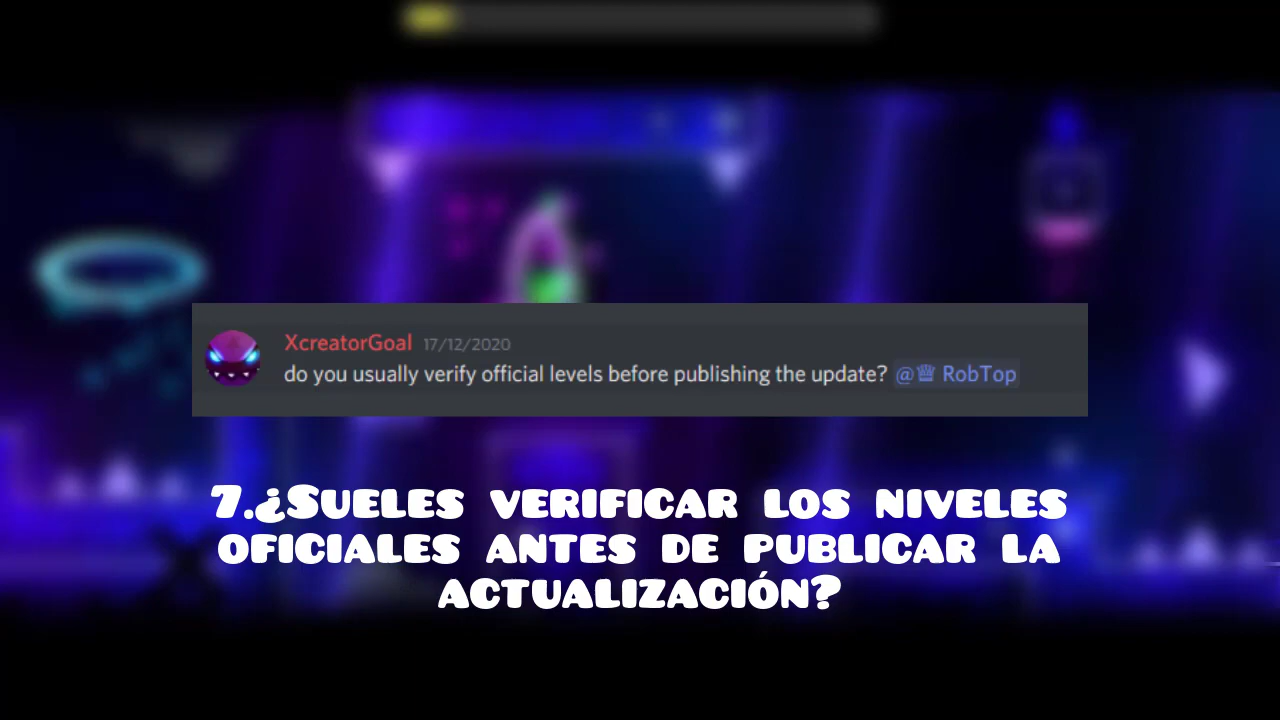 XcreatorGoal 17/12/2020
do you usually verify official levels before publishing the update? @♕ RobTop
7.¿Sueles verificar los niveles
oficiales antes de publicar la
actualización?